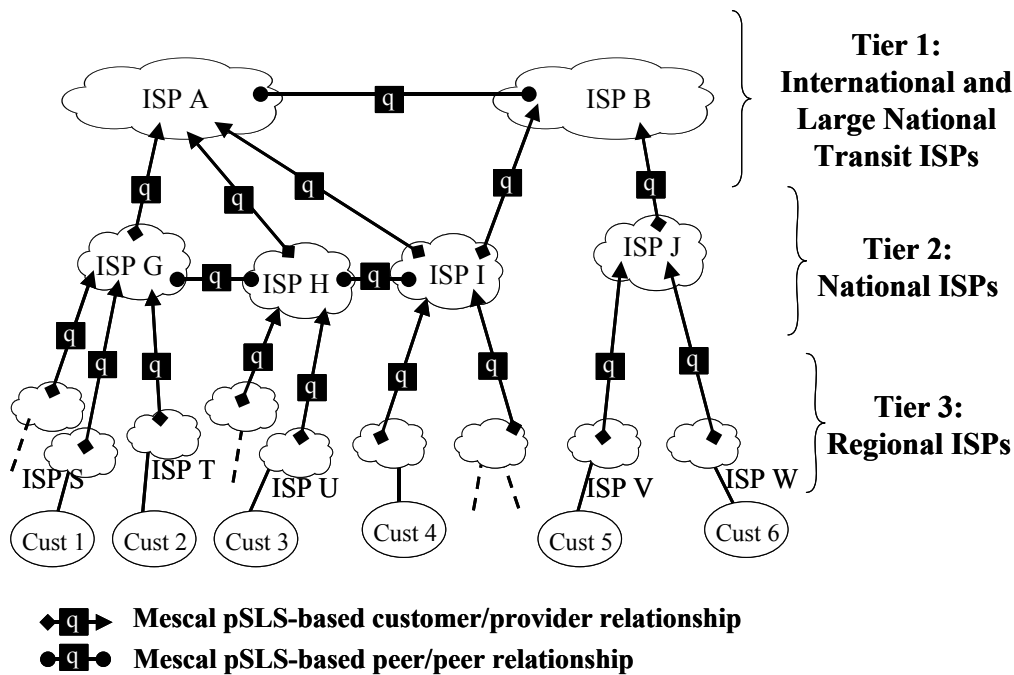 Tier 1:
International and
Large National
Transit ISPs
ISP A
q
ISP B
q
q
q
q
q
Tier 2:
National ISPs
ISP G
q
ISP H
q
ISP I
ISP J
q
q
q
q
q
q
q
q
q
Tier 3:
Regional ISPs
ISP S
ISP T
ISP U
ISP V
ISP W
Cust 1
Cust 2
Cust 3
Cust 4
Cust 5
Cust 6
q Mescal pSLS-based customer/provider relationship
q Mescal pSLS-based peer/peer relationship